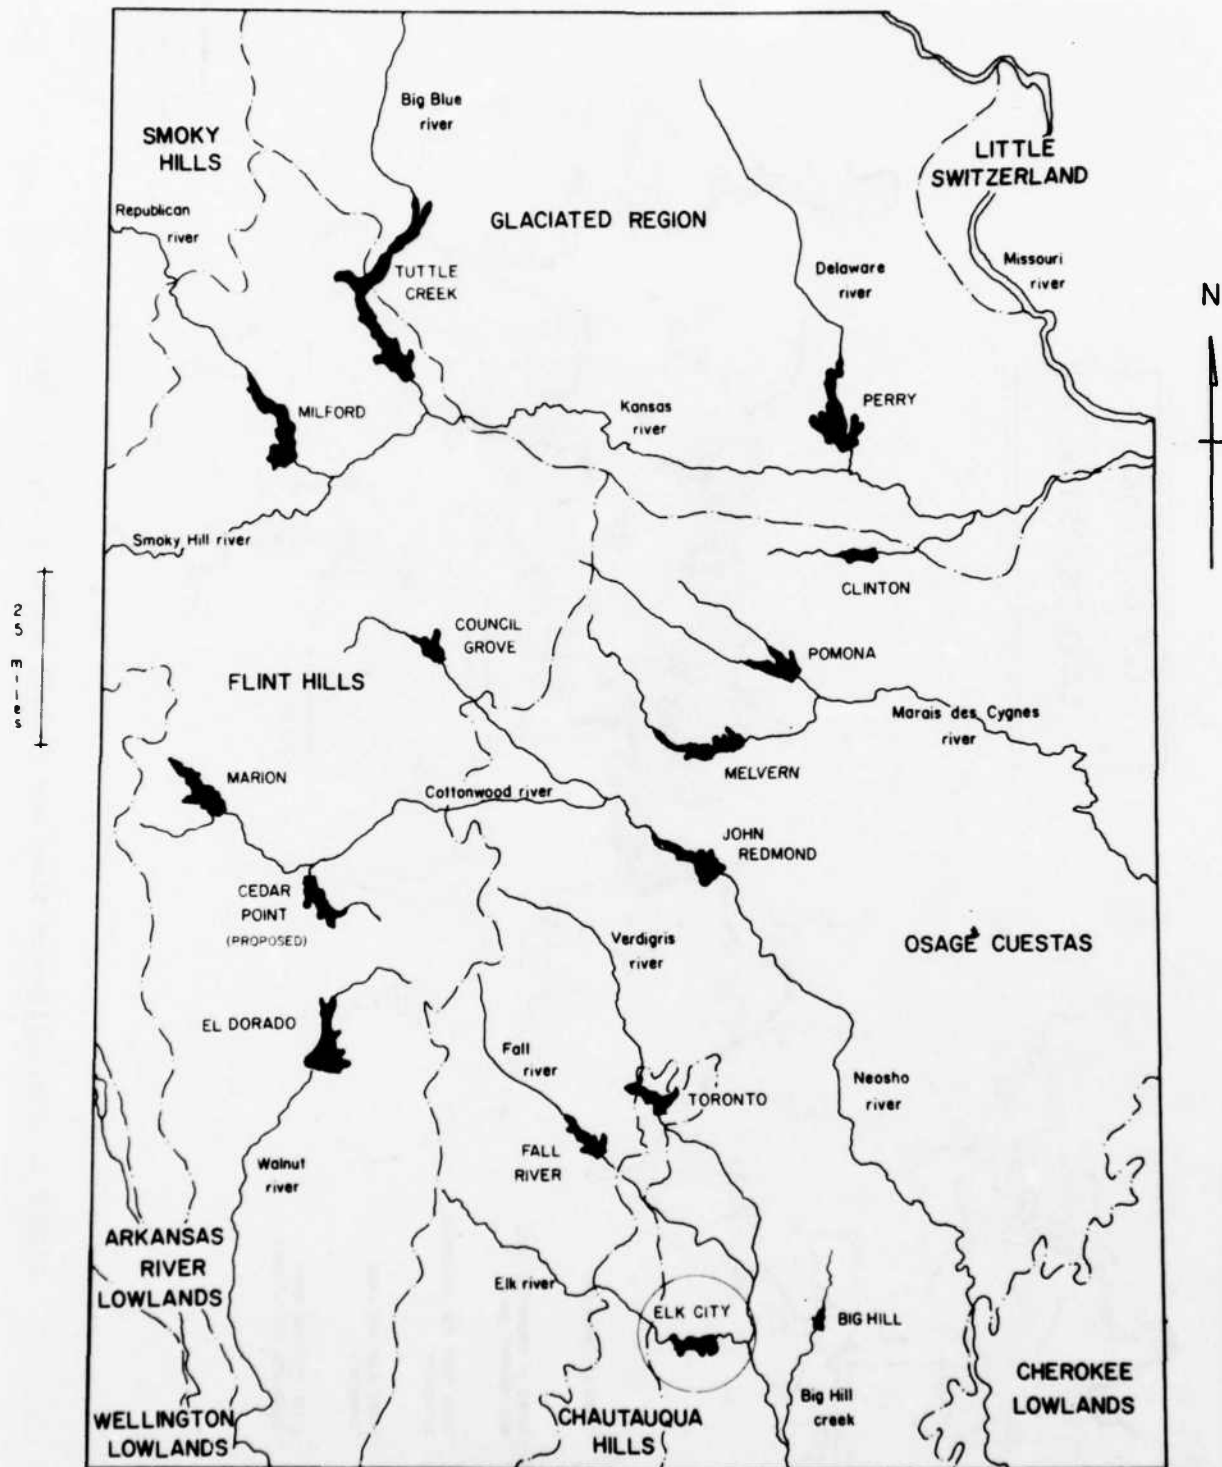 Big Blue
river
SMOKY
HILLS
LITTLE
SWITZERLAND
Republican
river
GLACIATED REGION
TUTTLE
CREEK
Delaware
river
Missouri
river
N
MILFORD
Kansas
river
PERRY
Smoky Hill river
CLINTON
25 miles
COUNCIL
GROVE
POMONA
FLINT HILLS
Marais des Cygnes
river
MELVERN
MARION
Cottonwood river
JOHN
REDMOND
CEDAR
POINT
(PROPOSED)
Verdigris
river
OSAGE CUESTAS
EL DORADO
Fall
river
Neosho
river
TORONTO
FALL
RIVER
Walnut
river
ARKANSAS
RIVER
LOWLANDS
Elk river
ELK CITY
BIG HILL
CHEROKEE
LOWLANDS
Big Hill
creek
WELLINGTON
LOWLANDS
CHAUTAUQUA
HILLS